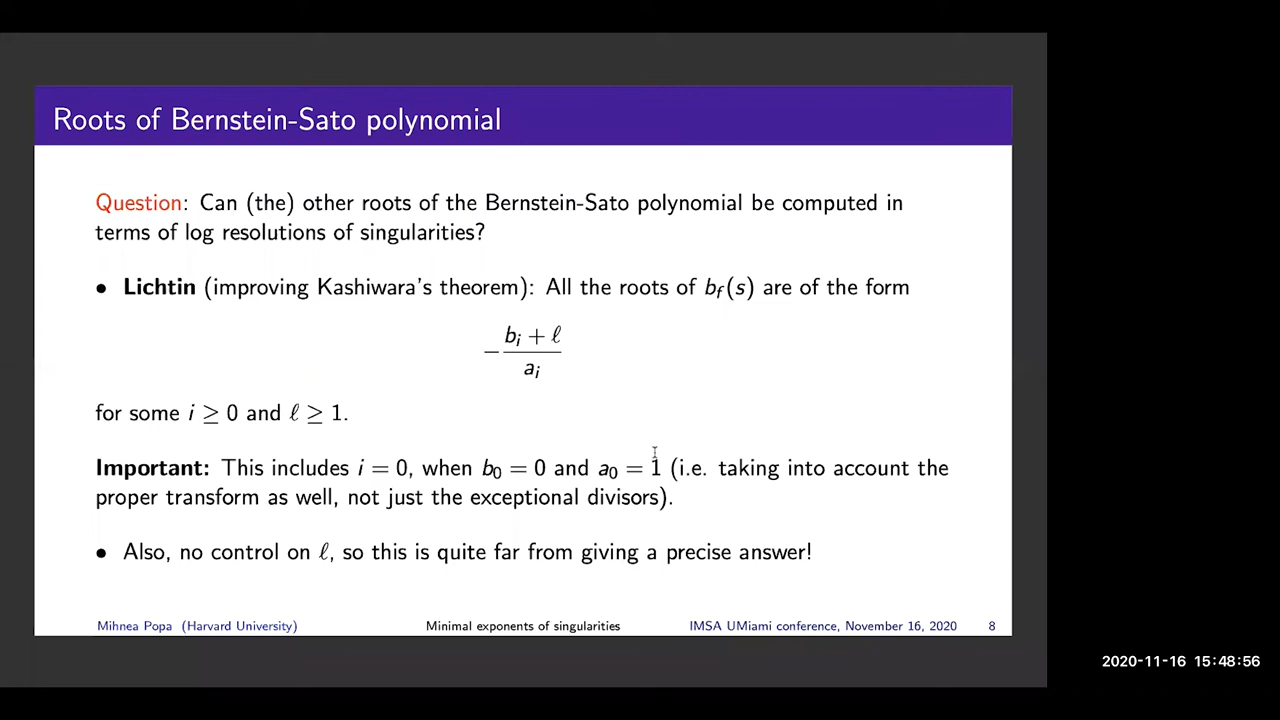 Roots of Bernstein-Sato polynomial
Question: Can (the) other roots of the Bernstein-Sato polynomial be computed in
terms of log resolutions of singularities?
• Lichtin (improving Kashiwara's theorem): All the roots of b_f(s) are of the form
− (b_i + ℓ) / a_i
for some i ≥ 0 and ℓ ≥ 1.
Important: This includes i = 0, when b_0 = 0 and a_0 = 1 (i.e. taking into account the
proper transform as well, not just the exceptional divisors).
• Also, no control on ℓ, so this is quite far from giving a precise answer!
Mihnea Popa (Harvard University) Minimal exponents of singularities IMSA UMiami conference, November 16, 2020 8
2020-11-16 15:48:56